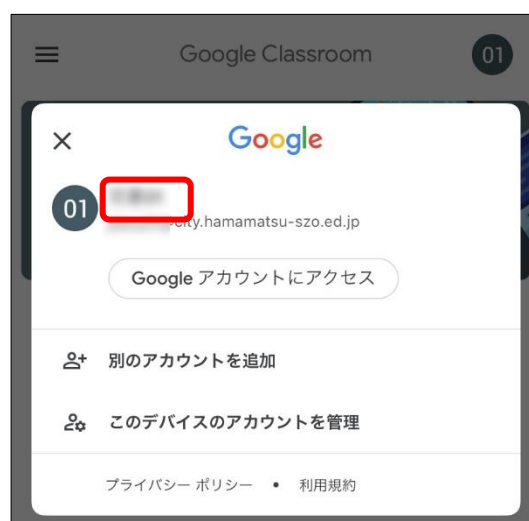 Google Classroom
01
Google
01
city.hamamatsu-szo.ed.jp
Google アカウントにアクセス
別のアカウントを追加
このデバイスのアカウントを管理
プライバシー ポリシー • 利用規約